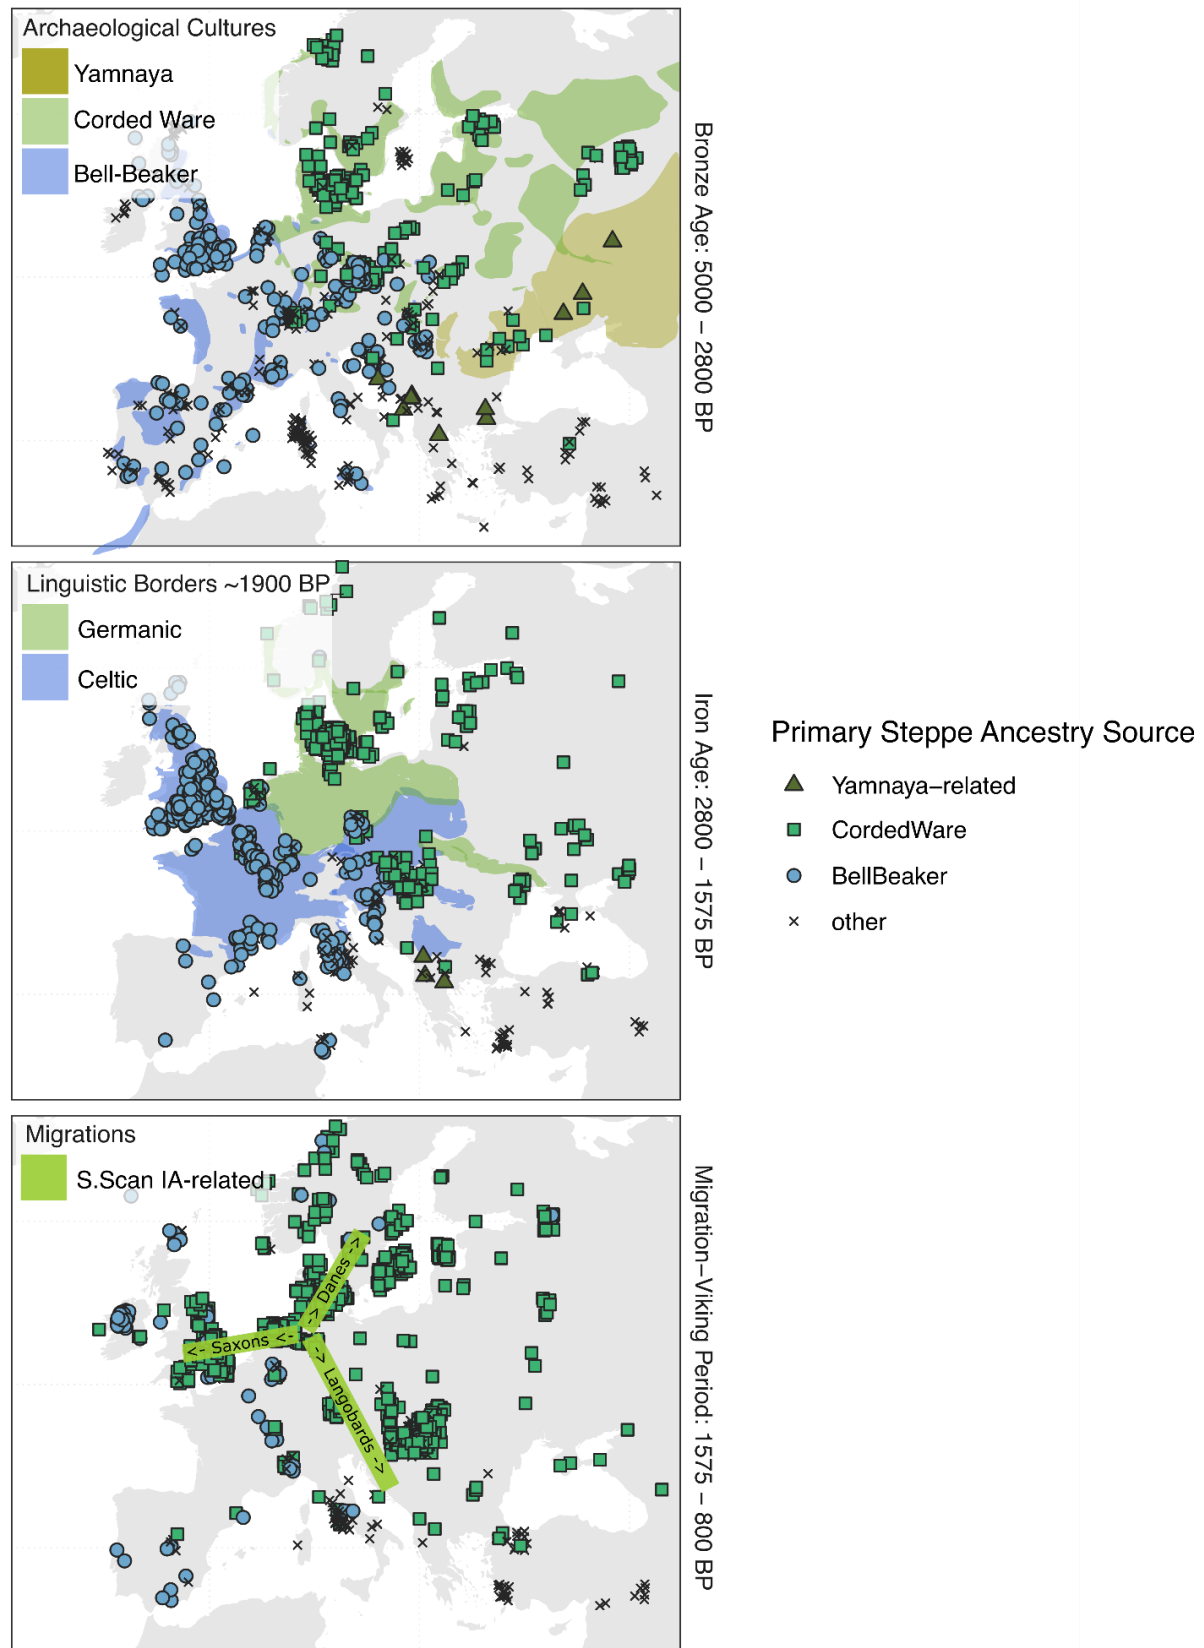 Archaeological Cultures
Yamnaya
Corded Ware
Bell-Beaker
Bronze Age: 5000 – 2800 BP
Linguistic Borders ~1900 BP
Germanic
Celtic
Iron Age: 2800 – 1575 BP
Primary Steppe Ancestry Source
Yamnaya–related
CordedWare
BellBeaker
other
Migrations
S.Scan IA-related
-> Danes ->
<- Saxons <-
-> Langobards ->
Migration–Viking Period: 1575 – 800 BP